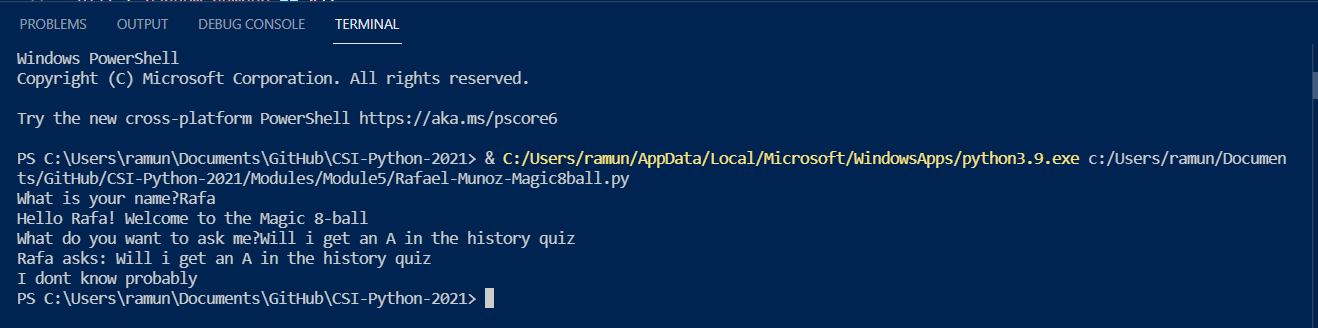 PROBLEMS OUTPUT DEBUG CONSOLE TERMINAL
Windows PowerShell
Copyright (C) Microsoft Corporation. All rights reserved.
Try the new cross-platform PowerShell https://aka.ms/pscore6
PS C:\Users\ramun\Documents\GitHub\CSI-Python-2021> & C:/Users/ramun/AppData/Local/Microsoft/WindowsApps/python3.9.exe c:/Users/ramun/Documen
ts/GitHub/CSI-Python-2021/Modules/Module5/Rafael-Munoz-Magic8ball.py
What is your name?Rafa
Hello Rafa! Welcome to the Magic 8-ball
What do you want to ask me?Will i get an A in the history quiz
Rafa asks: Will i get an A in the history quiz
I dont know probably
PS C:\Users\ramun\Documents\GitHub\CSI-Python-2021>